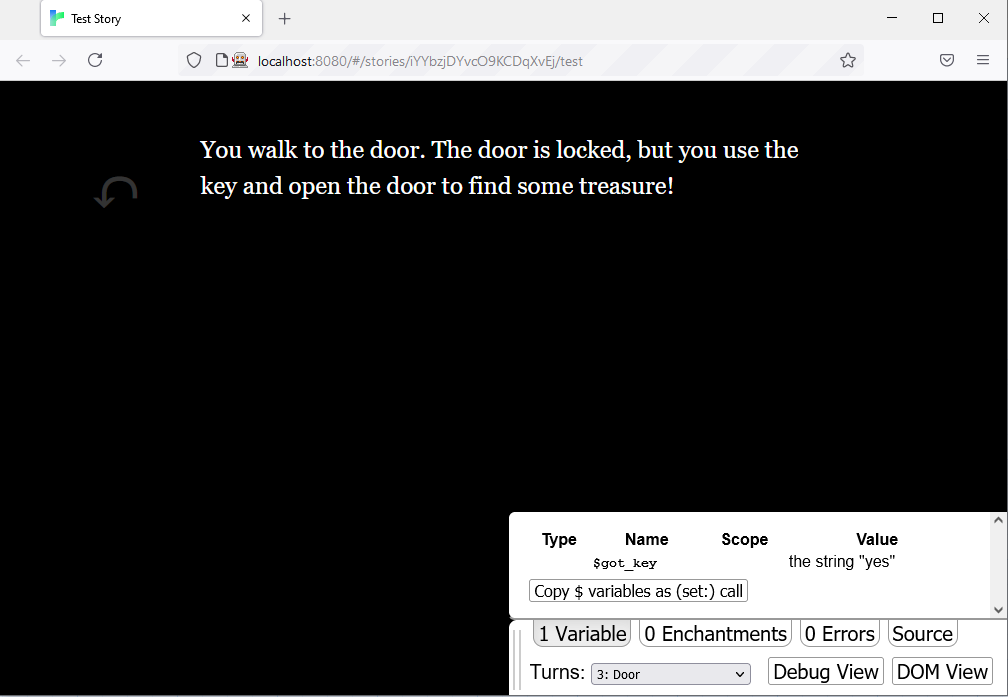 Test Story
localhost:8080/#/stories/iYYbzjDYvcO9KCDqXvEj/test
You walk to the door. The door is locked, but you use the
key and open the door to find some treasure!
Type Name Scope Value
$got_key the string "yes"
Copy $ variables as (set:) call
1 Variable 0 Enchantments 0 Errors Source
Turns: 3: Door Debug View DOM View